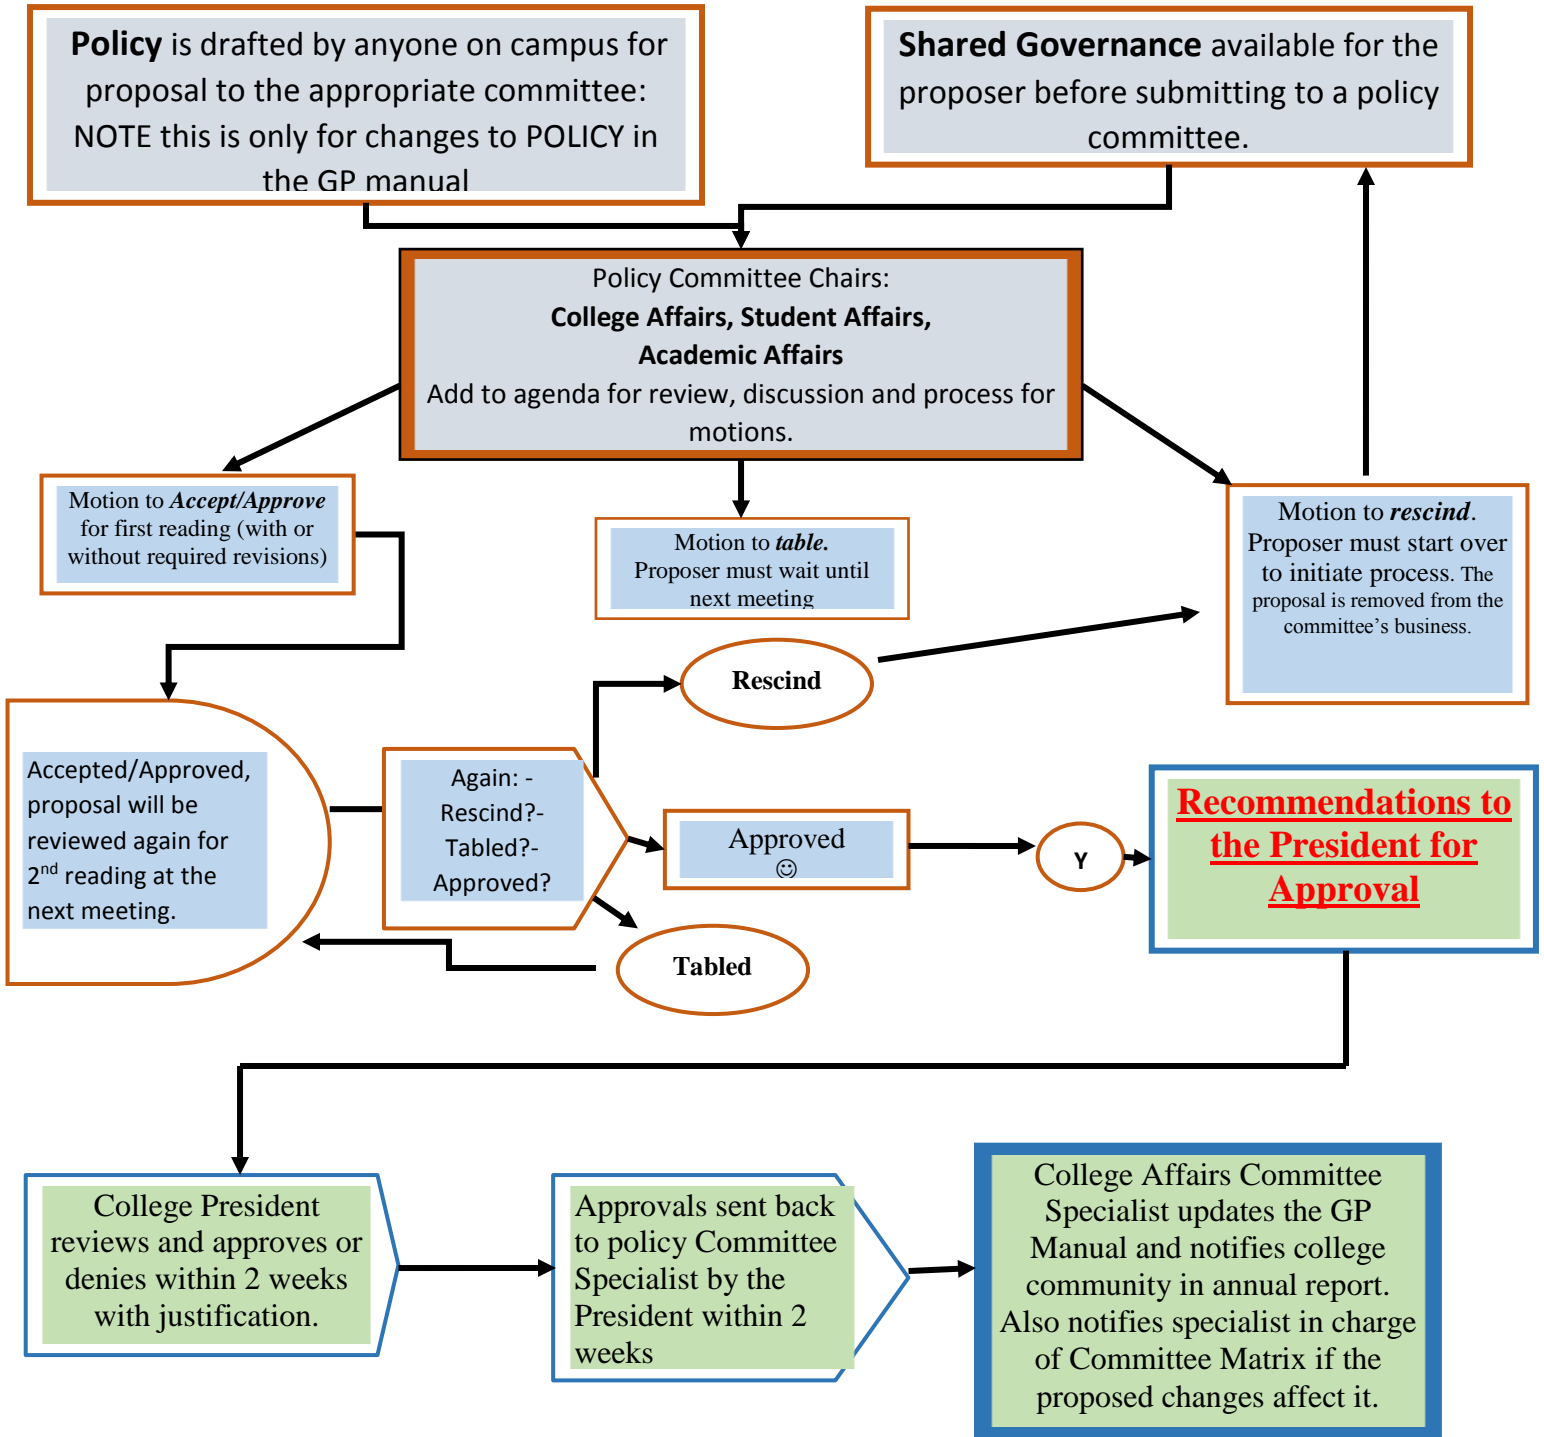 Policy is drafted by anyone on campus for
proposal to the appropriate committee:
NOTE this is only for changes to POLICY in
the GP manual
Shared Governance available for the
proposer before submitting to a policy
committee.
Policy Committee Chairs:
College Affairs, Student Affairs,
Academic Affairs
Add to agenda for review, discussion and process for
motions.
Motion to Accept/Approve
for first reading (with or
without required revisions)
Motion to table.
Proposer must wait until
next meeting
Motion to rescind.
Proposer must start over
to initiate process. The
proposal is removed from the
committee’s business.
Rescind
Accepted/Approved,
proposal will be
reviewed again for
2nd reading at the
next meeting.
Again: -
Rescind?-
Tabled?-
Approved?
Approved
☺
Y
Recommendations to
the President for
Approval
Tabled
College President
reviews and approves or
denies within 2 weeks
with justification.
Approvals sent back
to policy Committee
Specialist by the
President within 2
weeks
College Affairs Committee
Specialist updates the GP
Manual and notifies college
community in annual report.
Also notifies specialist in charge
of Committee Matrix if the
proposed changes affect it.